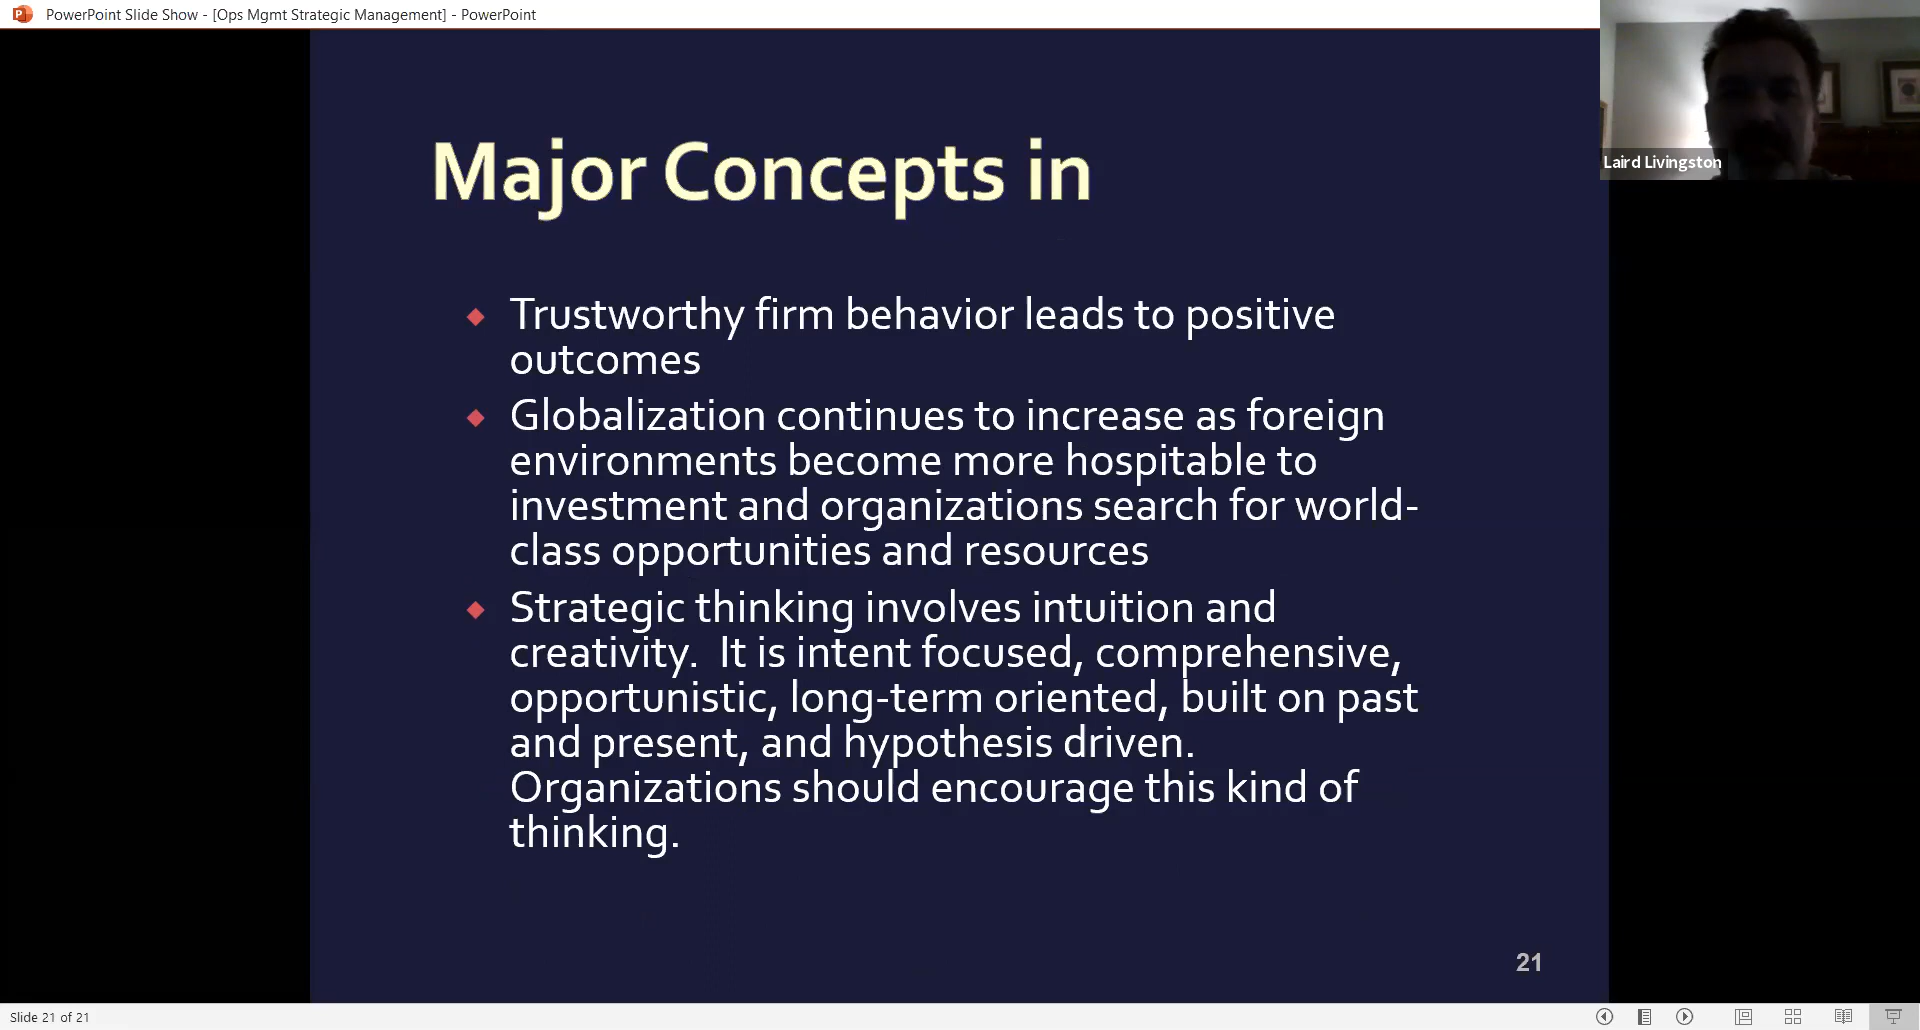 PowerPoint Slide Show - [Ops Mgmt Strategic Management] - PowerPoint
Laird Livingston
Major Concepts in
Trustworthy firm behavior leads to positive
outcomes
Globalization continues to increase as foreign
environments become more hospitable to
investment and organizations search for world-
class opportunities and resources
Strategic thinking involves intuition and
creativity.  It is intent focused, comprehensive,
opportunistic, long-term oriented, built on past
and present, and hypothesis driven.
Organizations should encourage this kind of
thinking.
21
Slide 21 of 21